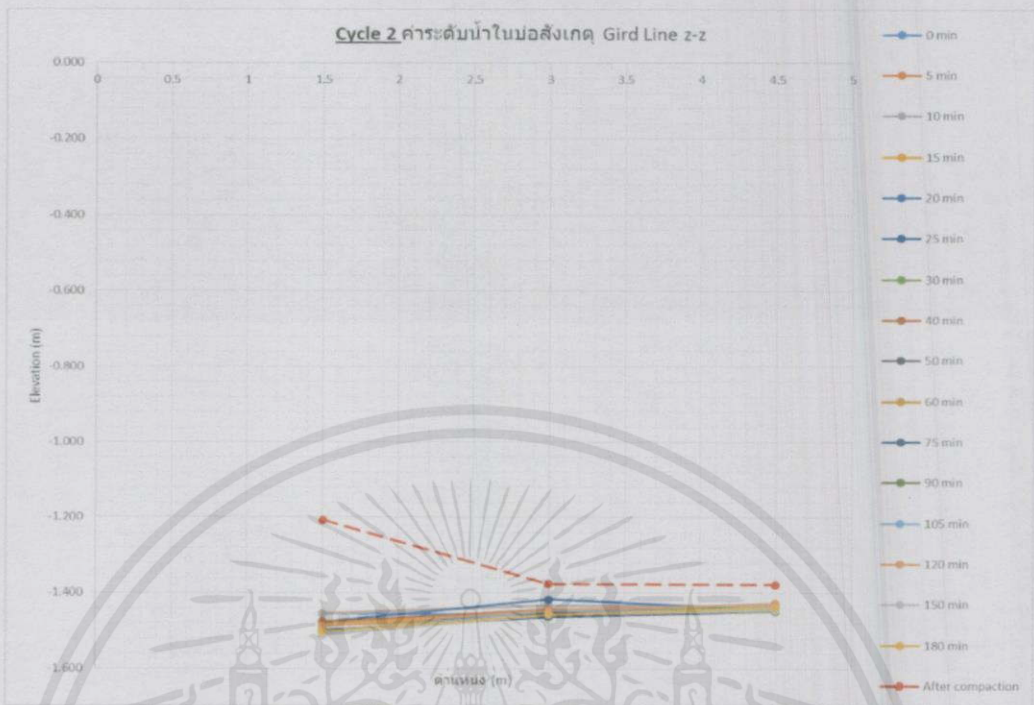 Cycle 2 ค่าระดับน้ำในบ่อสังเกตุ Gird Line z-z
0.000
0 0.5 1 1.5 2 2.5 3 3.5 4 4.5 5
-0.200
-0.400
-0.600
-0.800
-1.000
-1.200
-1.400
-1.600
Elevation (m)
ตำแหน่ง (m)
0 min
5 min
10 min
15 min
20 min
25 min
30 min
40 min
50 min
60 min
75 min
90 min
105 min
120 min
150 min
180 min
After compaction